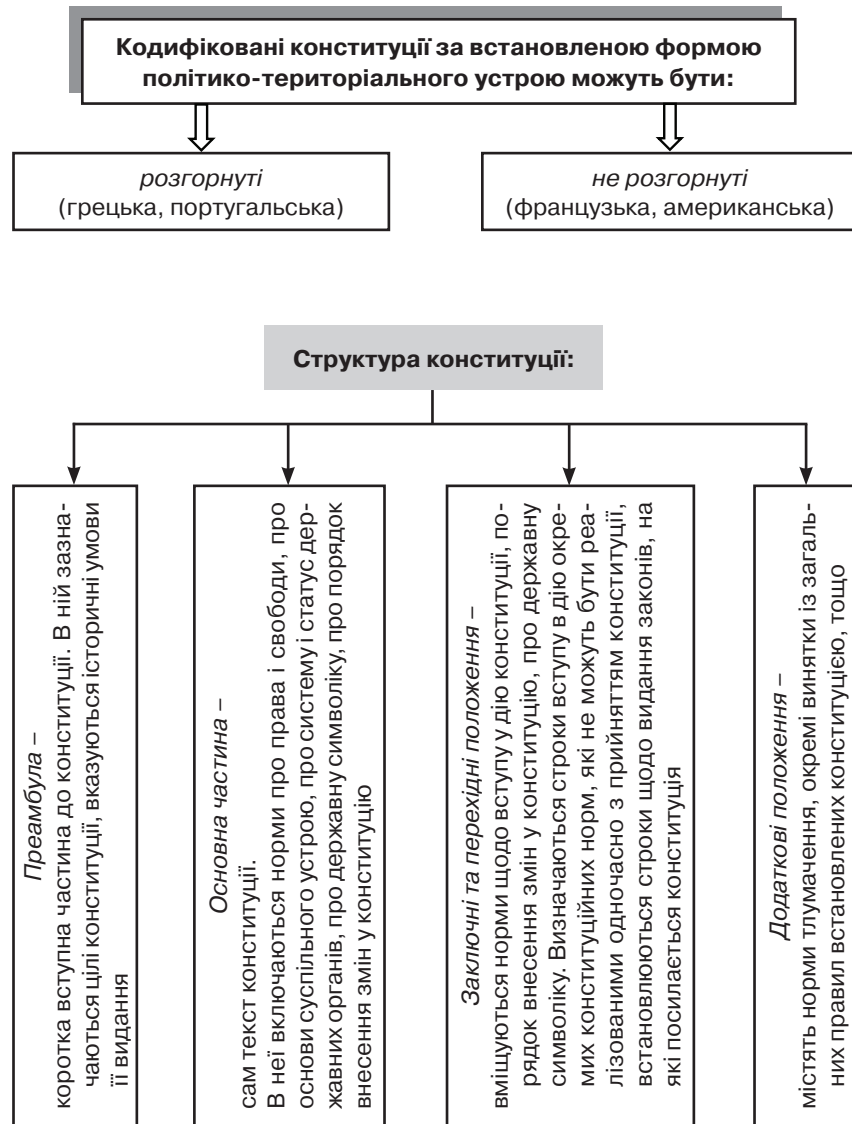 Кодифіковані конституції за встановленою формою
політико-територіального устрою можуть бути:
розгорнуті
(грецька, португальська)
не розгорнуті
(французька, американська)
Структура конституції:
Преамбула –
коротка вступна частина до конституції. В ній зазна-
чаються цілі конституції, вказуються історичні умови
її видання
Основна частина –
сам текст конституції.
В неї включаються норми про права і свободи, про
основи суспільного устрою, про систему і статус дер-
жавних органів, про державну символіку, про порядок
внесення змін у конституцію
Заключні та перехідні положення –
вміщуються норми щодо вступу у дію конституції, по-
рядок внесення змін у конституцію, про державну
символіку. Визначаються строки вступу в дію окре-
мих конституційних норм, які не можуть бути реа-
лізованими одночасно з прийняттям конституції,
встановлюються строки щодо видання законів, на
які посилається конституція
Додаткові положення –
містять норми тлумачення, окремі винятки із загаль-
них правил встановлених конституцією, тощо